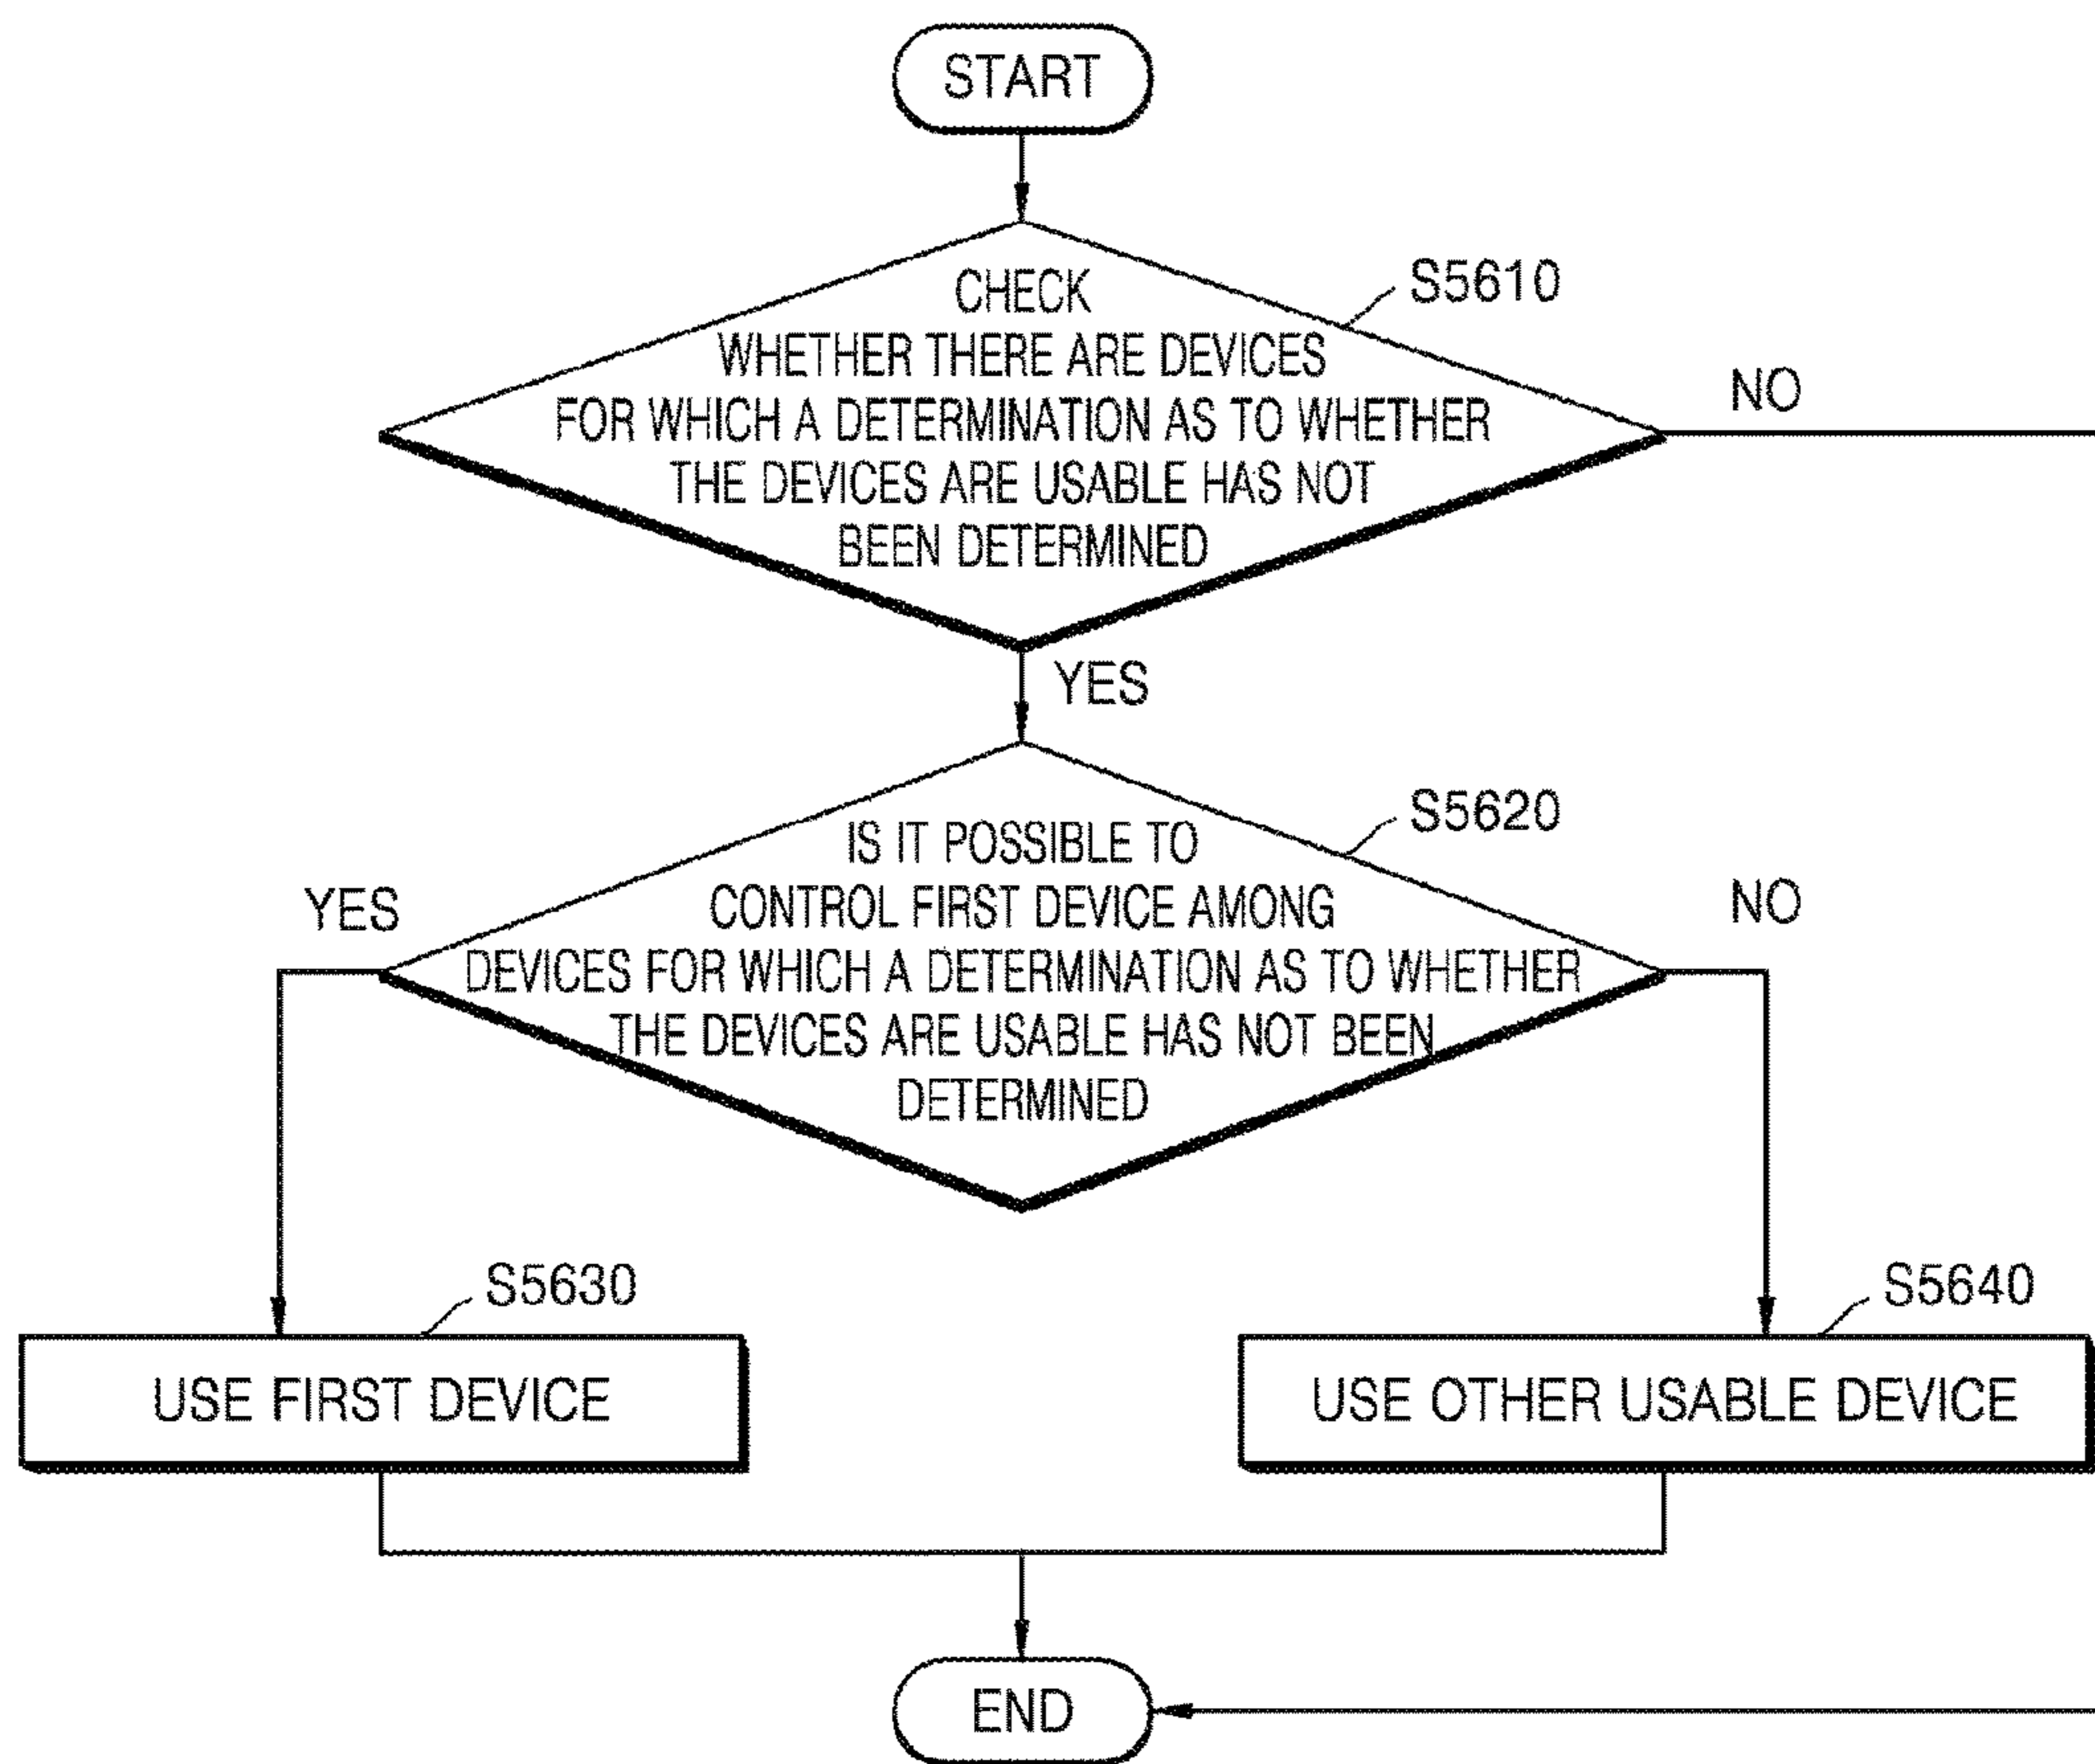 START
CHECK
WHETHER THERE ARE DEVICES
FOR WHICH A DETERMINATION AS TO WHETHER
THE DEVICES ARE USABLE HAS NOT
BEEN DETERMINED
S5610
NO
YES
IS IT POSSIBLE TO
CONTROL FIRST DEVICE AMONG
DEVICES FOR WHICH A DETERMINATION AS TO WHETHER
THE DEVICES ARE USABLE HAS NOT BEEN
DETERMINED
S5620
YES
NO
S5630
USE FIRST DEVICE
S5640
USE OTHER USABLE DEVICE
END